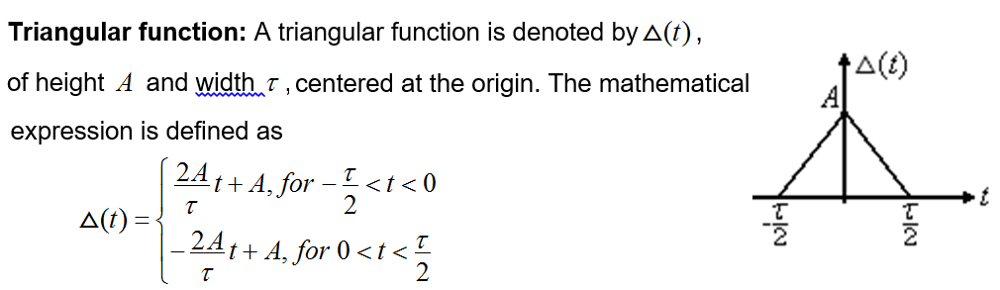 Triangular function: A triangular function is denoted by Δ(t),
of height A and width τ, centered at the origin. The mathematical
expression is defined as
Δ(t) = { 2A/τ t + A, for − τ/2 < t < 0
− 2A/τ t + A, for 0 < t < τ/2
Δ(t)
A
t
-τ/2
τ/2